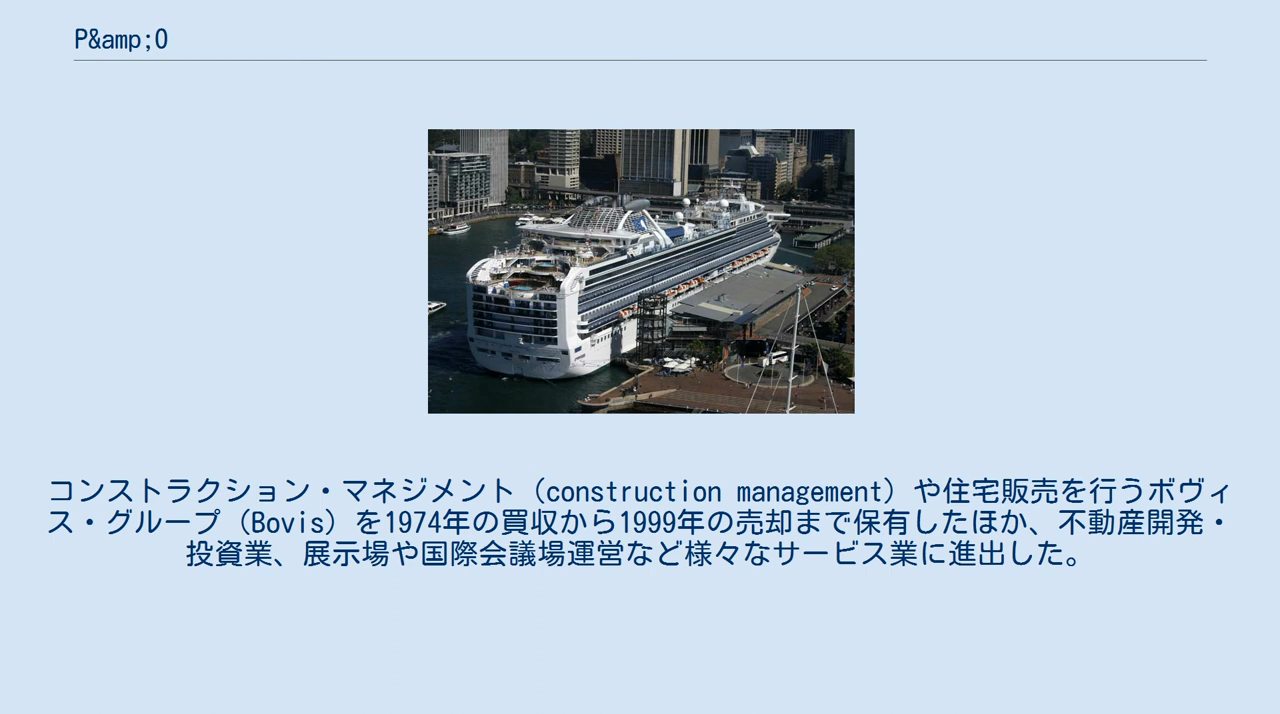 P&amp;O
コンストラクション・マネジメント（construction management）や住宅販売を行うボヴィ
ス・グループ（Bovis）を1974年の買収から1999年の売却まで保有したほか、不動産開発・
投資業、展示場や国際会議場運営など様々なサービス業に進出した。